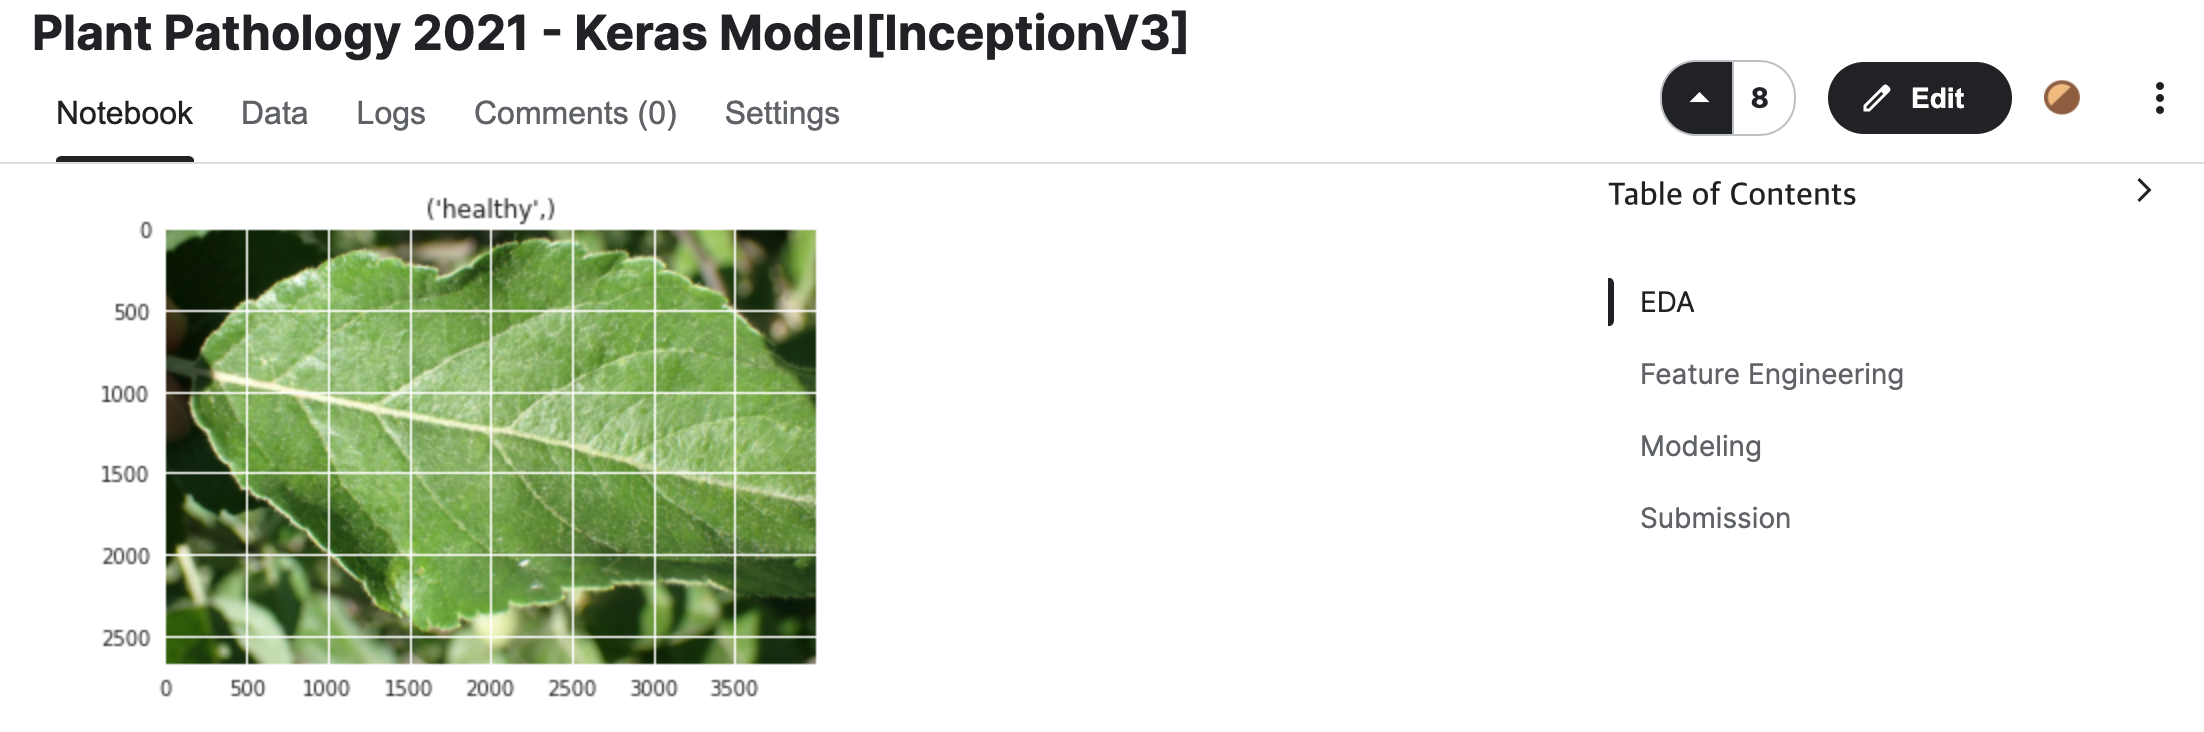 Plant Pathology 2021 - Keras Model[InceptionV3]
Notebook Data Logs Comments (0) Settings
8 Edit
Table of Contents
EDA
Feature Engineering
Modeling
Submission
('healthy',)
0
500
1000
1500
2000
2500
0 500 1000 1500 2000 2500 3000 3500